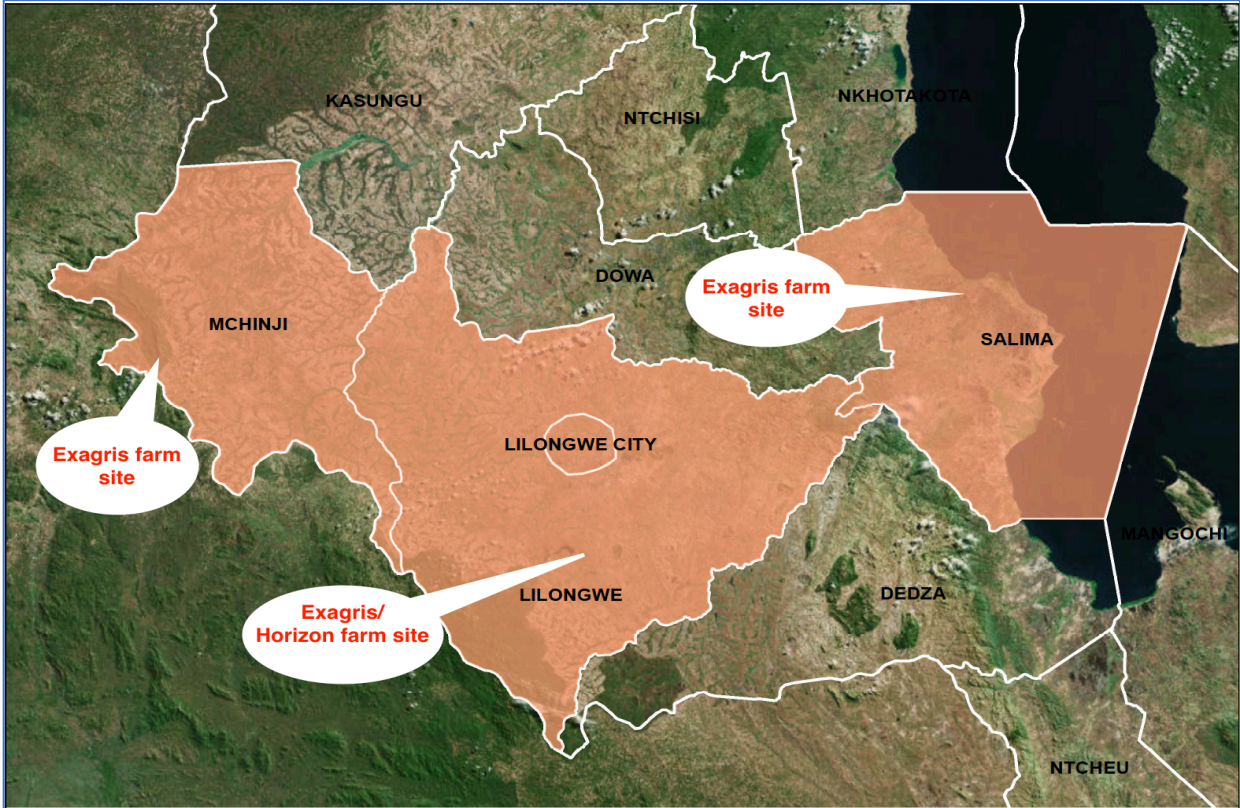 KASUNGU
NTCHISI
NKHOTAKOTA
DOWA
Exagris farm
site
MCHINJI
SALIMA
LILONGWE CITY
Exagris farm
site
MANGOCHI
LILONGWE
DEDZA
Exagris/
Horizon farm site
NTCHEU